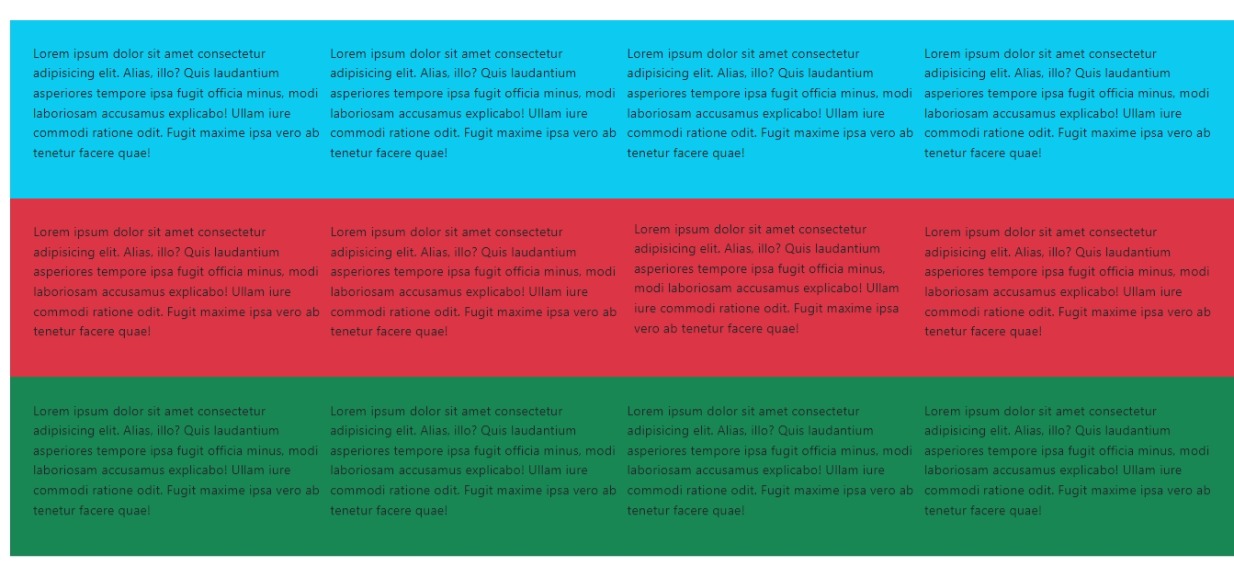 Lorem ipsum dolor sit amet consectetur
adipisicing elit. Alias, illo? Quis laudantium
asperiores tempore ipsa fugit officia minus, modi
laboriosam accusamus explicabo! Ullam iure
commodi ratione odit. Fugit maxime ipsa vero ab
tenetur facere quae!
Lorem ipsum dolor sit amet consectetur
adipisicing elit. Alias, illo? Quis laudantium
asperiores tempore ipsa fugit officia minus, modi
laboriosam accusamus explicabo! Ullam iure
commodi ratione odit. Fugit maxime ipsa vero ab
tenetur facere quae!
Lorem ipsum dolor sit amet consectetur
adipisicing elit. Alias, illo? Quis laudantium
asperiores tempore ipsa fugit officia minus, modi
laboriosam accusamus explicabo! Ullam iure
commodi ratione odit. Fugit maxime ipsa vero ab
tenetur facere quae!
Lorem ipsum dolor sit amet consectetur
adipisicing elit. Alias, illo? Quis laudantium
asperiores tempore ipsa fugit officia minus, modi
laboriosam accusamus explicabo! Ullam iure
commodi ratione odit. Fugit maxime ipsa vero ab
tenetur facere quae!
Lorem ipsum dolor sit amet consectetur
adipisicing elit. Alias, illo? Quis laudantium
asperiores tempore ipsa fugit officia minus, modi
laboriosam accusamus explicabo! Ullam iure
commodi ratione odit. Fugit maxime ipsa vero ab
tenetur facere quae!
Lorem ipsum dolor sit amet consectetur
adipisicing elit. Alias, illo? Quis laudantium
asperiores tempore ipsa fugit officia minus, modi
laboriosam accusamus explicabo! Ullam iure
commodi ratione odit. Fugit maxime ipsa vero ab
tenetur facere quae!
Lorem ipsum dolor sit amet consectetur
adipisicing elit. Alias, illo? Quis laudantium
asperiores tempore ipsa fugit officia minus,
modi laboriosam accusamus explicabo! Ullam
iure commodi ratione odit. Fugit maxime ipsa
vero ab tenetur facere quae!
Lorem ipsum dolor sit amet consectetur
adipisicing elit. Alias, illo? Quis laudantium
asperiores tempore ipsa fugit officia minus, modi
laboriosam accusamus explicabo! Ullam iure
commodi ratione odit. Fugit maxime ipsa vero ab
tenetur facere quae!
Lorem ipsum dolor sit amet consectetur
adipisicing elit. Alias, illo? Quis laudantium
asperiores tempore ipsa fugit officia minus, modi
laboriosam accusamus explicabo! Ullam iure
commodi ratione odit. Fugit maxime ipsa vero ab
tenetur facere quae!
Lorem ipsum dolor sit amet consectetur
adipisicing elit. Alias, illo? Quis laudantium
asperiores tempore ipsa fugit officia minus, modi
laboriosam accusamus explicabo! Ullam iure
commodi ratione odit. Fugit maxime ipsa vero ab
tenetur facere quae!
Lorem ipsum dolor sit amet consectetur
adipisicing elit. Alias, illo? Quis laudantium
asperiores tempore ipsa fugit officia minus, modi
laboriosam accusamus explicabo! Ullam iure
commodi ratione odit. Fugit maxime ipsa vero ab
tenetur facere quae!
Lorem ipsum dolor sit amet consectetur
adipisicing elit. Alias, illo? Quis laudantium
asperiores tempore ipsa fugit officia minus, modi
laboriosam accusamus explicabo! Ullam iure
commodi ratione odit. Fugit maxime ipsa vero ab
tenetur facere quae!